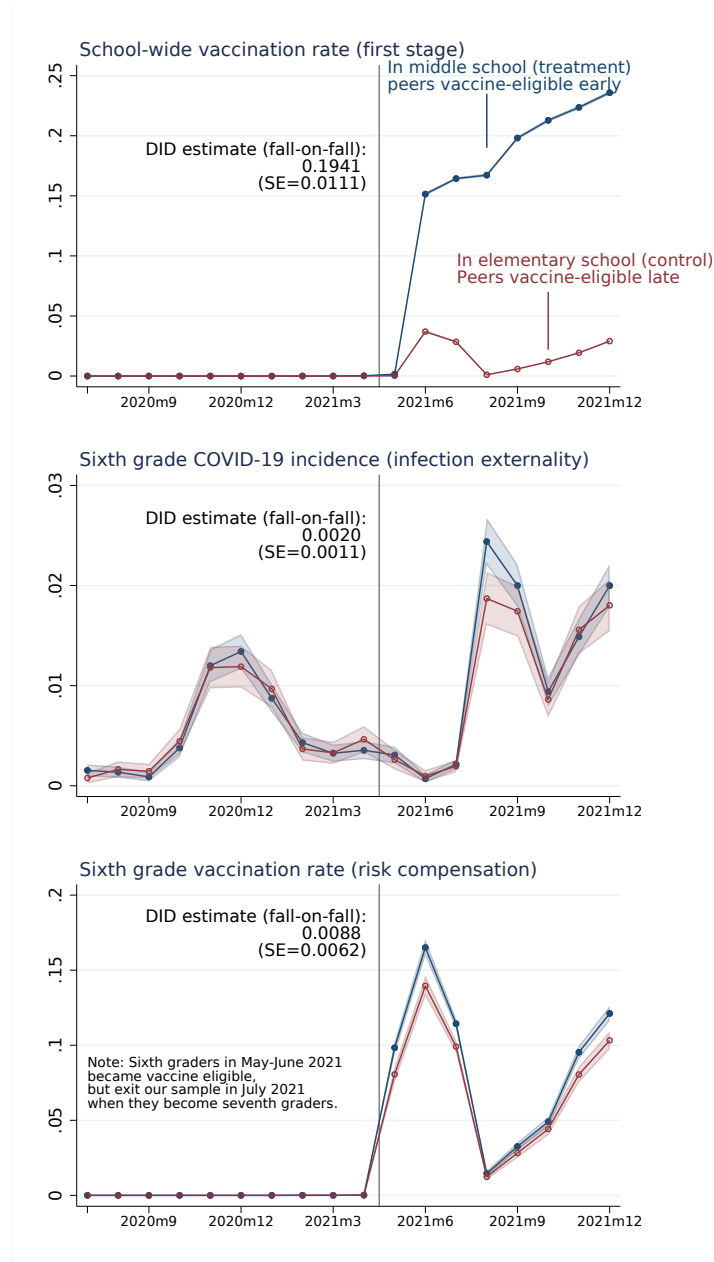 School-wide vaccination rate (first stage)
In middle school (treatment)
peers vaccine-eligible early
.25
.2
.15
.1
.05
0
DID estimate (fall-on-fall):
0.1941
(SE=0.0111)
In elementary school (control)
Peers vaccine-eligible late
2020m9 2020m12 2021m3 2021m6 2021m9 2021m12
Sixth grade COVID-19 incidence (infection externality)
.03
.02
.01
0
DID estimate (fall-on-fall):
0.0020
(SE=0.0011)
2020m9 2020m12 2021m3 2021m6 2021m9 2021m12
Sixth grade vaccination rate (risk compensation)
.2
.15
.1
.05
0
DID estimate (fall-on-fall):
0.0088
(SE=0.0062)
Note: Sixth graders in May-June 2021
became vaccine eligible,
but exit our sample in July 2021
when they become seventh graders.
2020m9 2020m12 2021m3 2021m6 2021m9 2021m12